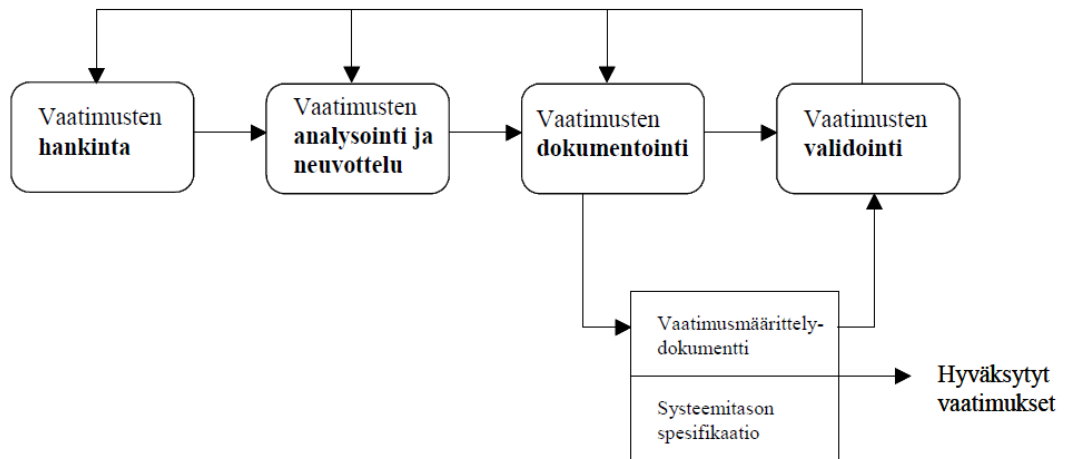 Vaatimusten
hankinta
Vaatimusten
analysointi ja
neuvottelu
Vaatimusten
dokumentointi
Vaatimusten
validointi
Vaatimusmäärittely-
dokumentti
Systeemitason
spesifikaatio
Hyväksytyt
vaatimukset